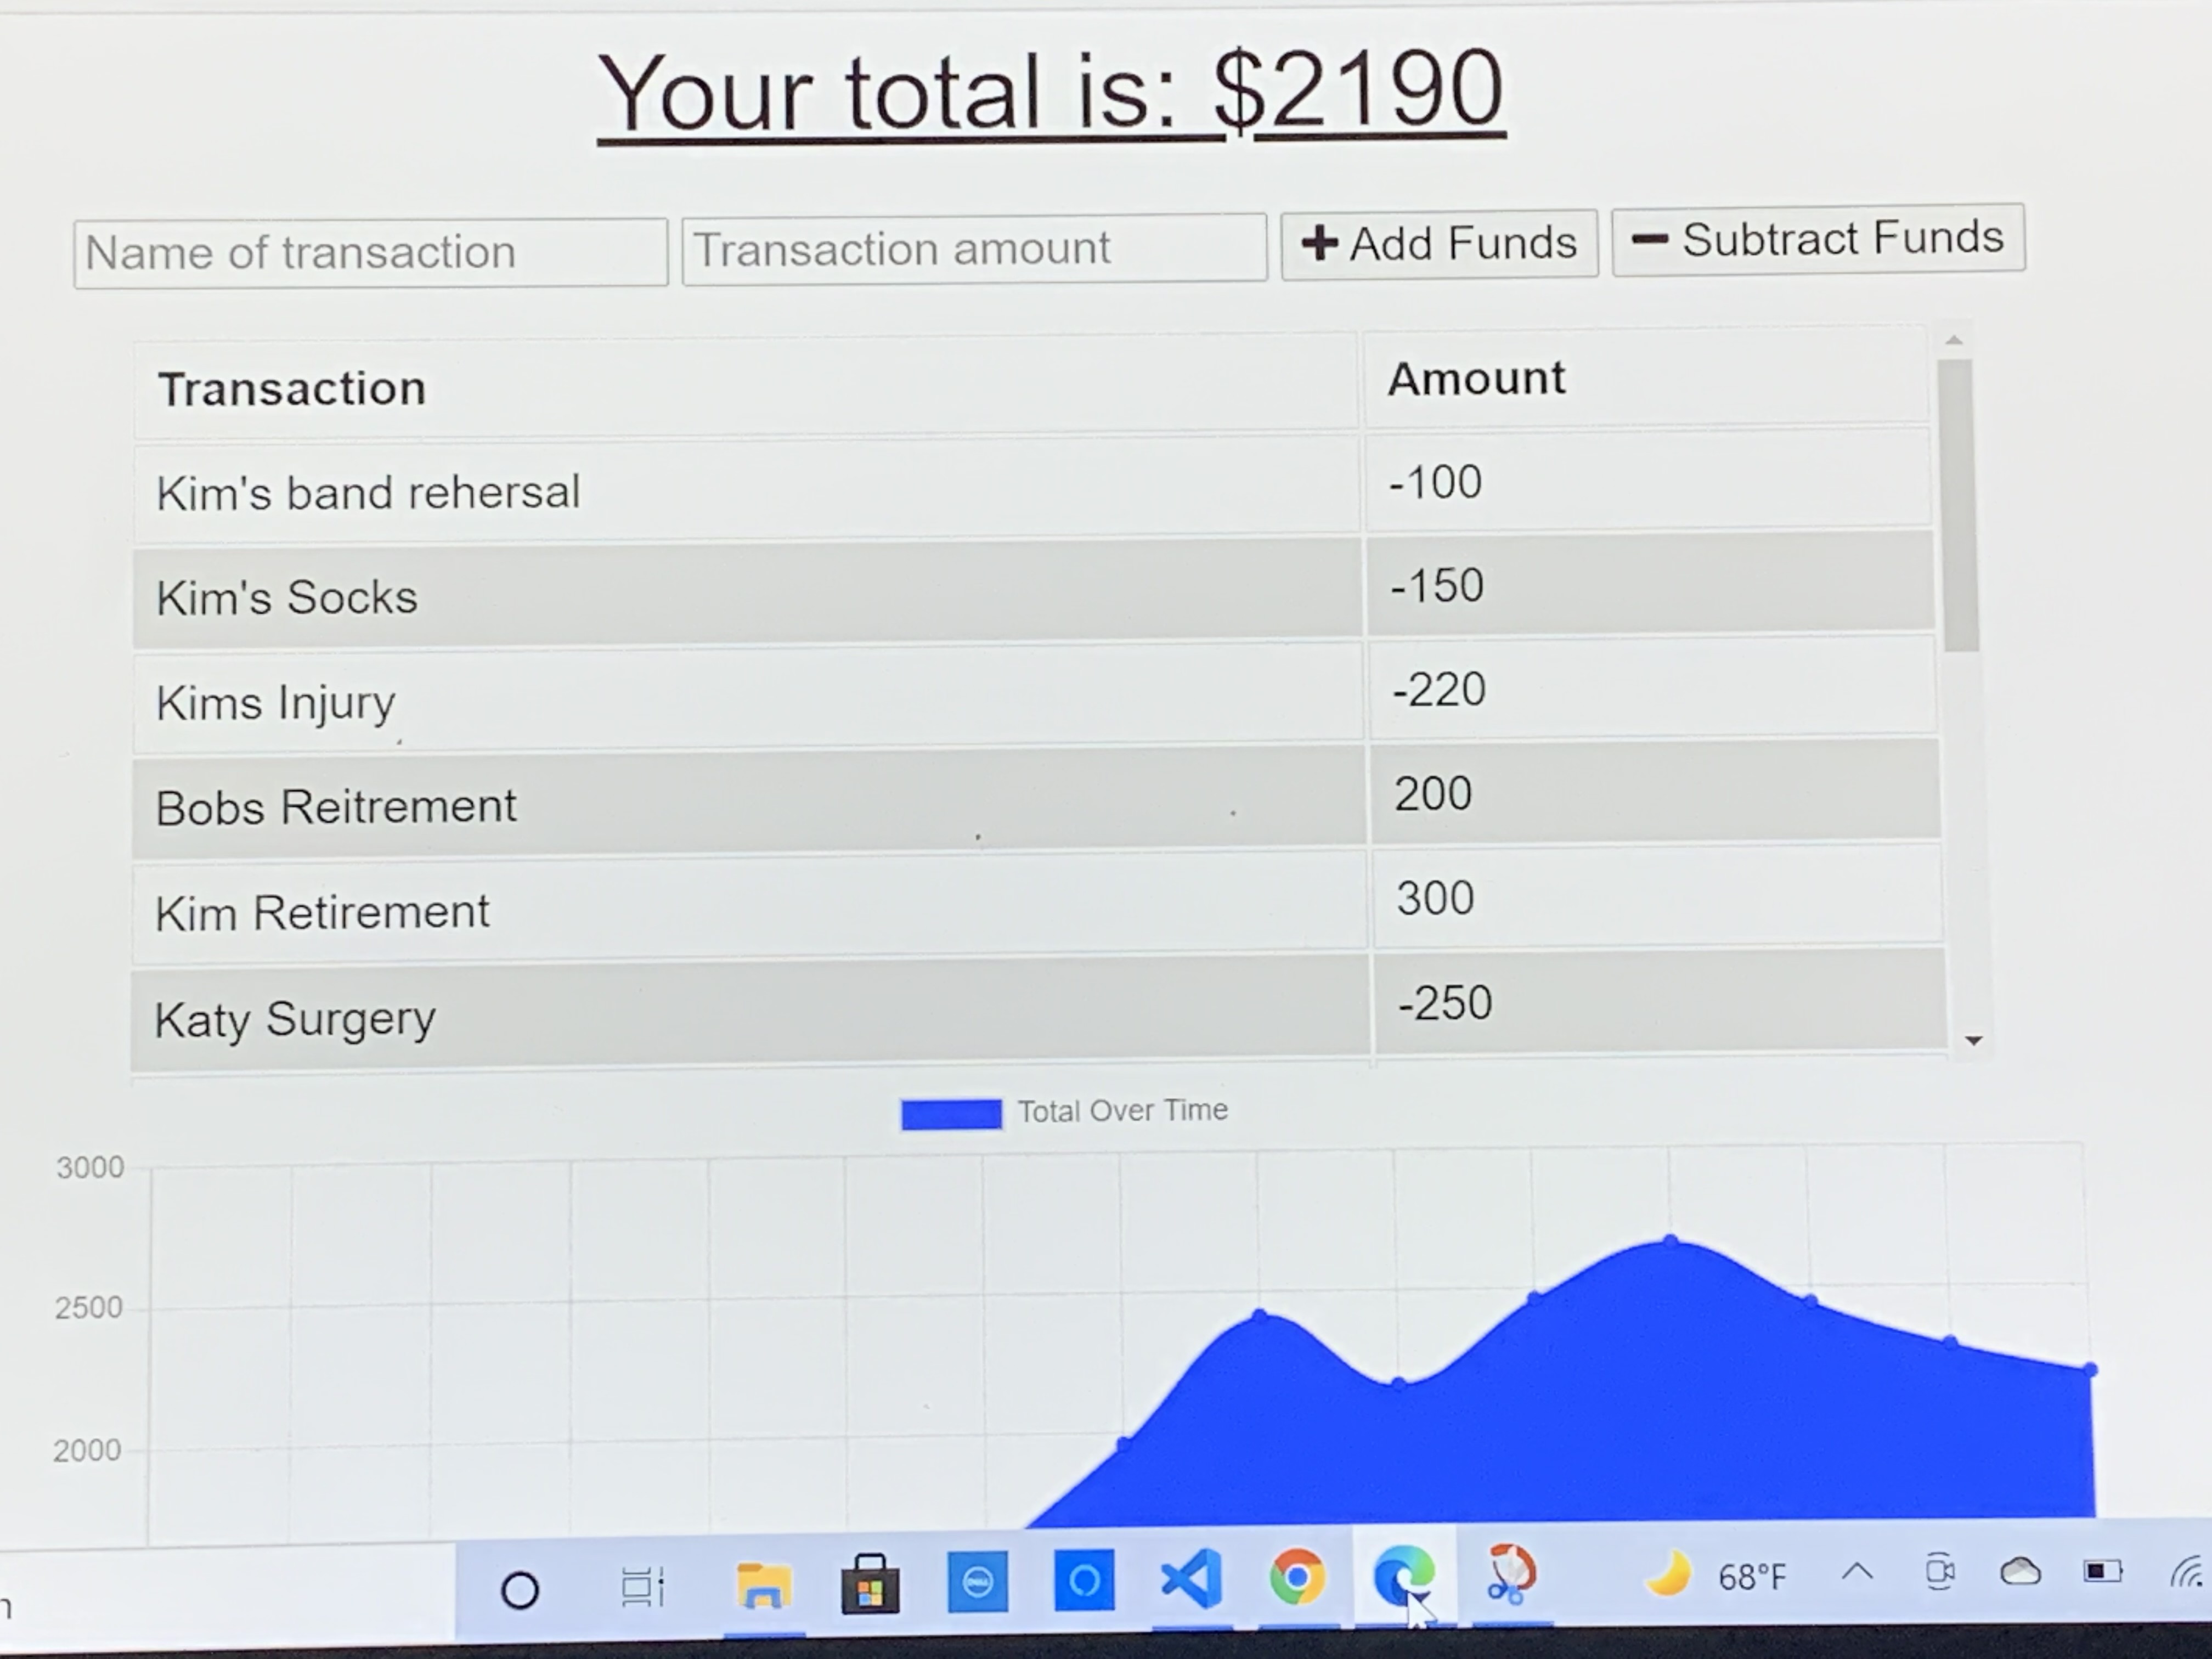 Your total is: $2190
Name of transaction Transaction amount + Add Funds − Subtract Funds
Transaction Amount
Kim's band rehersal -100
Kim's Socks -150
Kims Injury -220
Bobs Reitrement 200
Kim Retirement 300
Katy Surgery -250
Total Over Time
3000
2500
2000
DELL
68°F